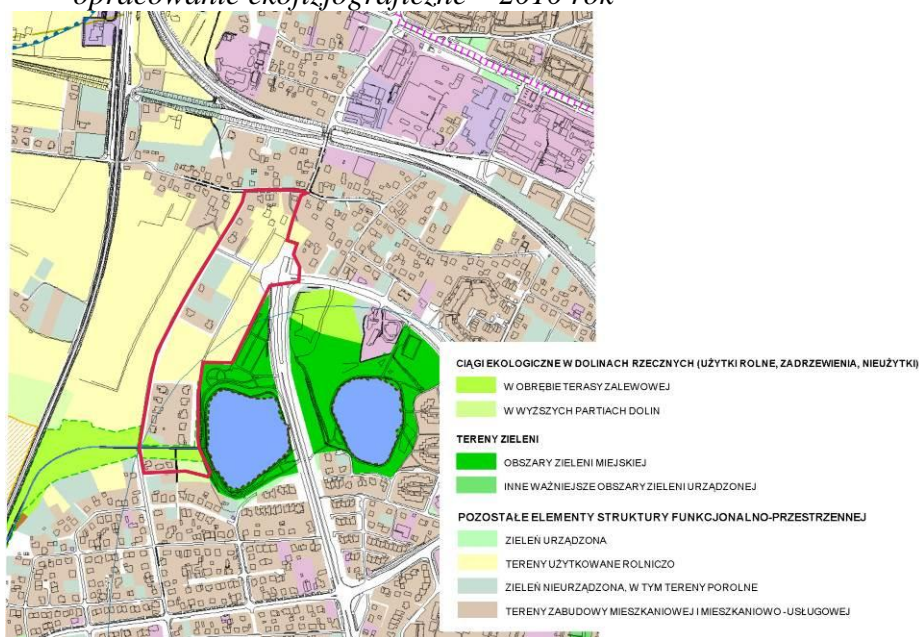 opracowanie ekofizjograficzne – 2010 rok
CIĄGI EKOLOGICZNE W DOLINACH RZECZNYCH (UŻYTKI ROLNE, ZADRZEWIENIA, NIEUŻYTKI)
W OBRĘBIE TERASY ZALEWOWEJ
W WYŻSZYCH PARTIACH DOLIN
TERENY ZIELENI
OBSZARY ZIELENI MIEJSKIEJ
INNE WAŻNIEJSZE OBSZARY ZIELENI URZĄDZONEJ
POZOSTAŁE ELEMENTY STRUKTURY FUNKCJONALNO-PRZESTRZENNEJ
ZIELEŃ URZĄDZONA
TERENY UŻYTKOWANE ROLNICZO
ZIELEŃ NIEURZĄDZONA, W TYM TERENY POROLNE
TERENY ZABUDOWY MIESZKANIOWEJ I MIESZKANIOWO -USŁUGOWEJ